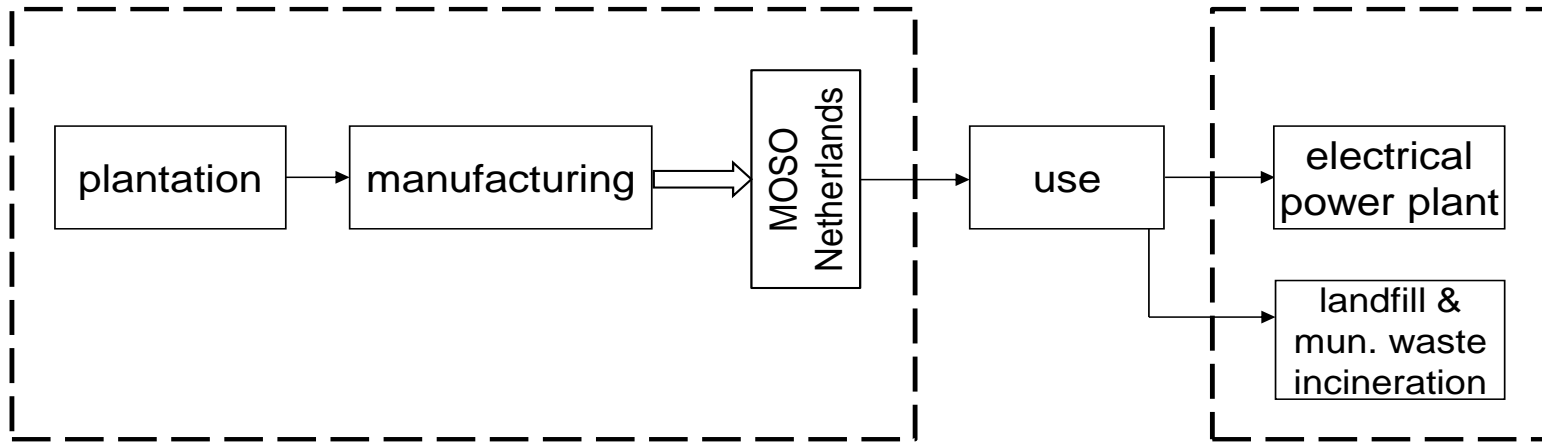 plantation
manufacturing
MOSO
Netherlands
use
electrical
power plant
landfill &
mun. waste
incineration